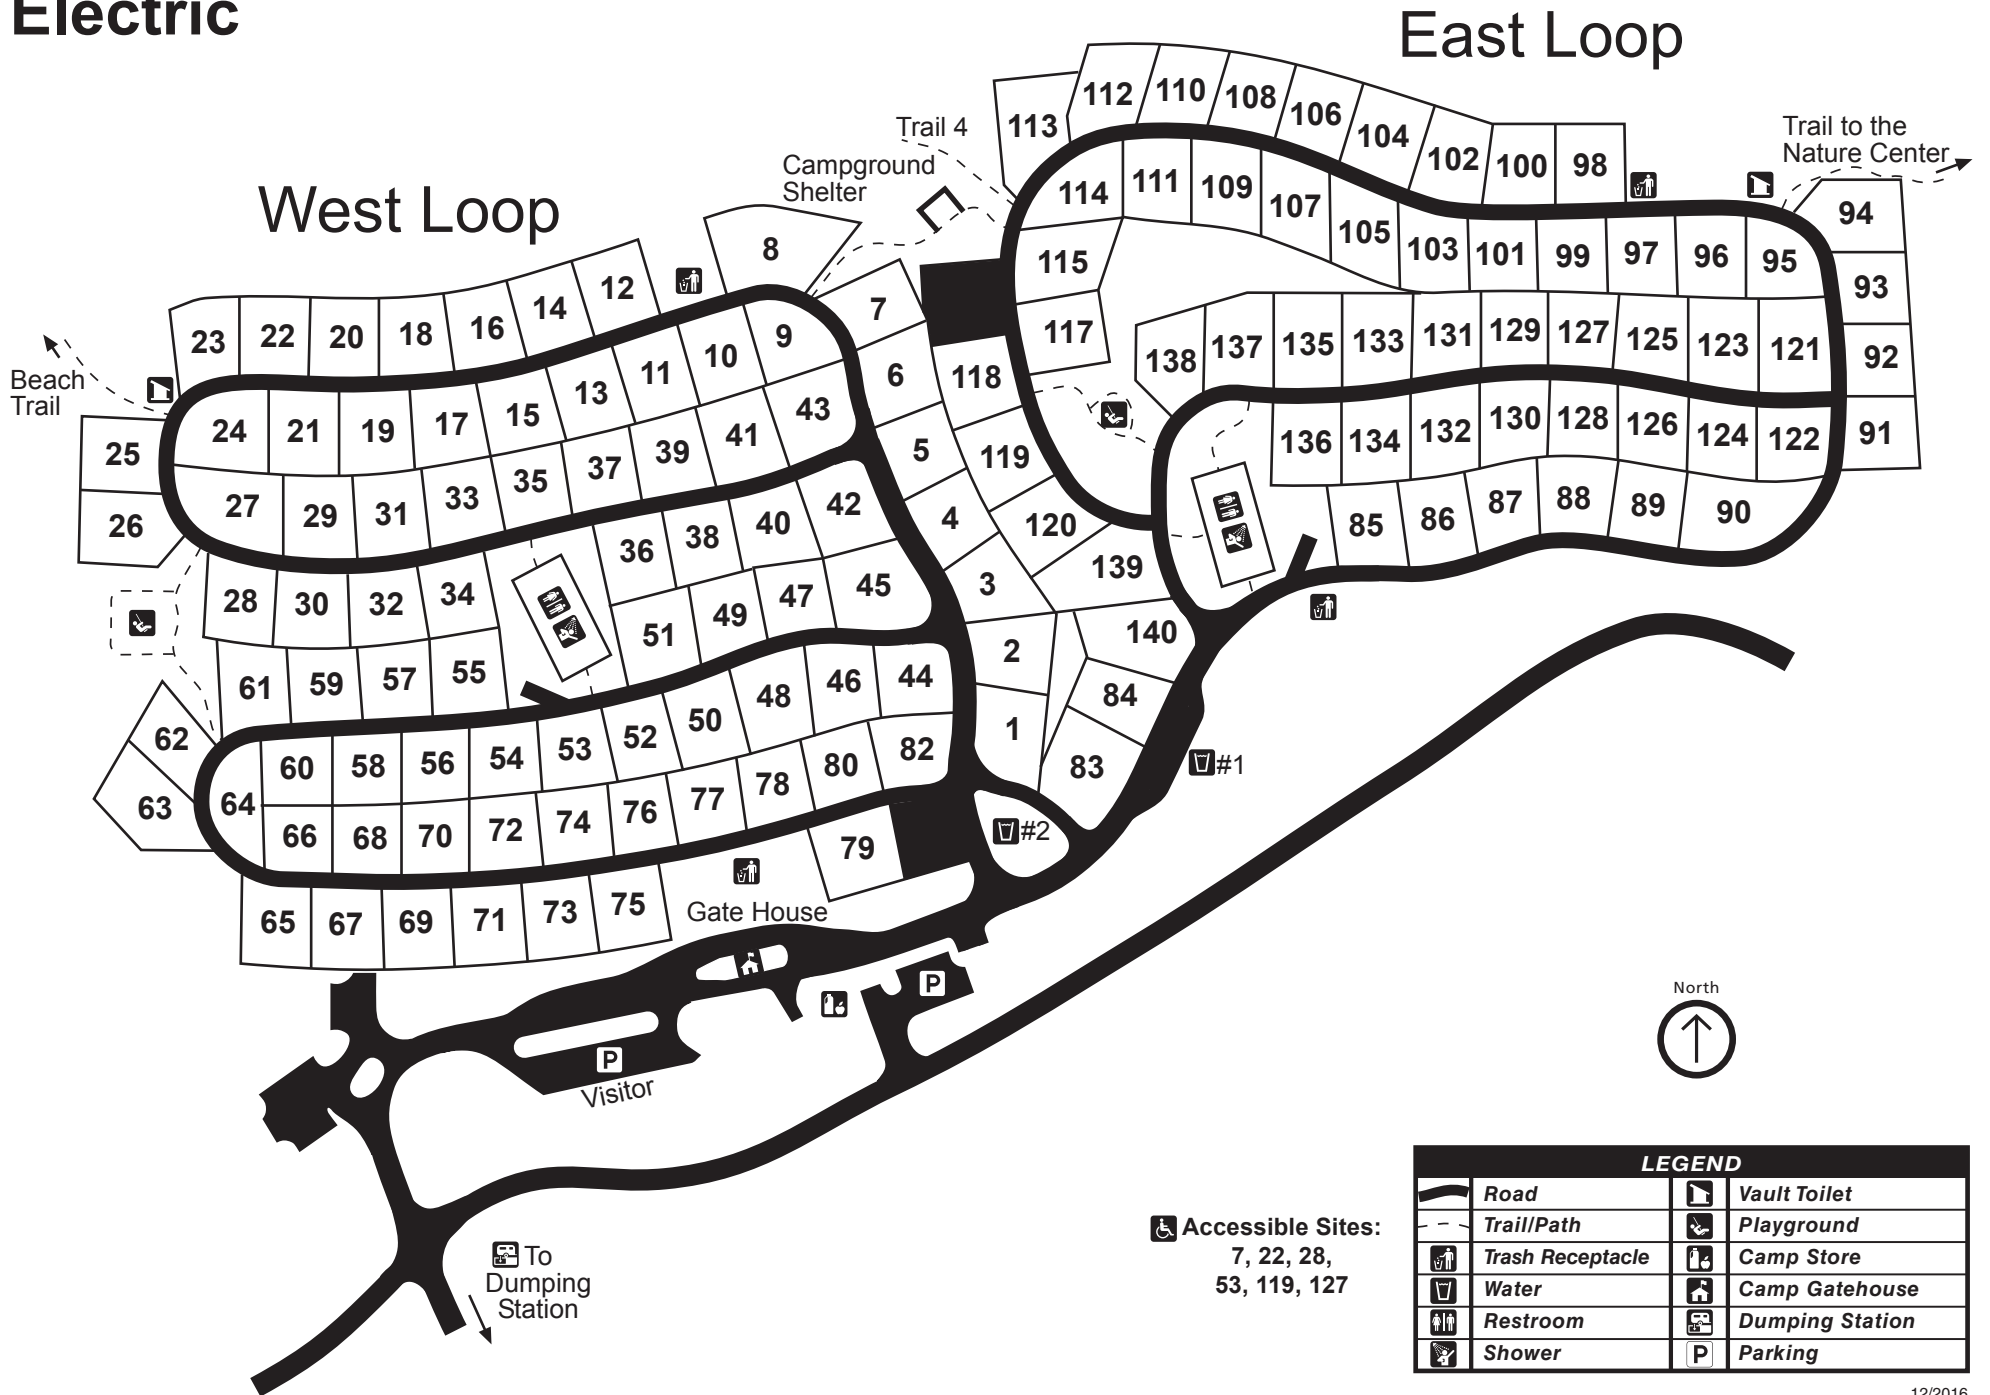 Electric
East Loop
West Loop
Trail 4
Campground
Shelter
Trail to the
Nature Center
Beach
Trail
112 110 108 106 104 102 100 98
113
114 111 109 107 105 103 101 99 97 96 95
94
93
92
91
115
117
118
119
120
139
140
84
83
138 137 135 133 131 129 127 125 123 121
136 134 132 130 128 126 124 122
85 86 87 88 89 90
8
7
6
5
4
3
2
1
23 22 20 18 16 14 12
24 21 19 17 15 13 11 10 9
25
26
27 29 31 33 35 37 39 41 43
28 30 32 34
36 38 40 42
51 49 47 45
61 59 57 55
62
63
64
60 58 56 54 53 52 50 48 46 44
66 68 70 72 74 76 77 78 80 82
65 67 69 71 73 75
79
#1
#2
Gate House
P
P
Visitor
To
Dumping
Station
North
Accessible Sites:
7, 22, 28,
53, 119, 127
LEGEND
Road
Vault Toilet
Trail/Path
Playground
Trash Receptacle
Camp Store
Water
Camp Gatehouse
Restroom
Dumping Station
Shower
P Parking
12/2016